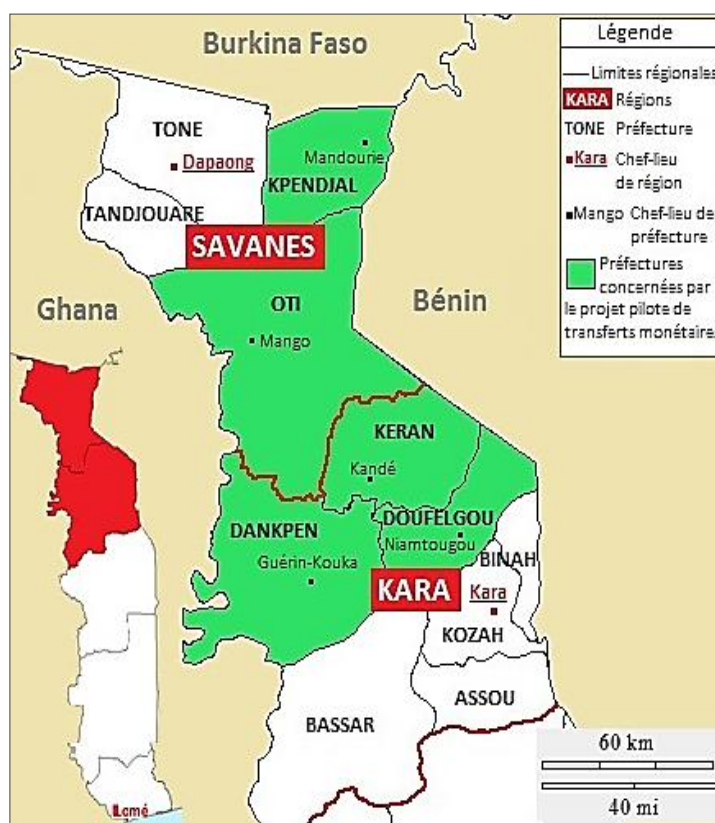 Burkina Faso
Légende
Limites régionales
KARA Régions
TONE Préfecture
Kara Chef-lieu
de région
Mango Chef-lieu de
préfecture
Préfectures
concernées par
le projet pilote de
transferts monétaire
TONE
Dapaong
Mandourie
KPENDJAL
TANDJOUARE
SAVANES
Ghana
OTI
Bénin
Mango
KERAN
Kandé
DANKPEN
DOUFELGOU
Niamtougou
BINAH
Guérin-Kouka
KARA
Kara
KOZAH
ASSOU
BASSAR
60 km
40 mi
Lomé